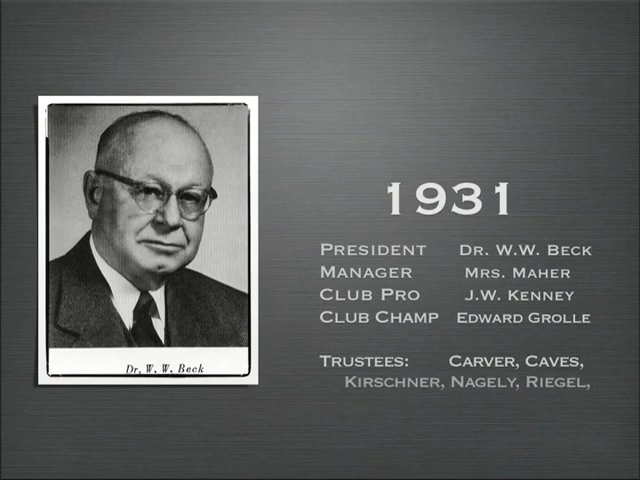 Dr. W. W. Beck
1931
PRESIDENT DR. W.W. BECK
MANAGER MRS. MAHER
CLUB PRO J.W. KENNEY
CLUB CHAMP EDWARD GROLLE
TRUSTEES: CARVER, CAVES,
KIRSCHNER, NAGELY, RIEGEL,